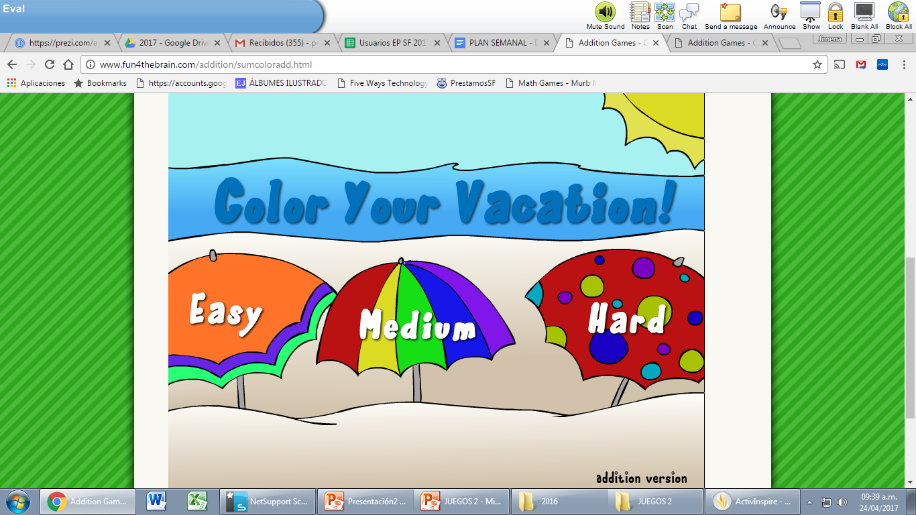 Eval
Mute Sound Notes Scan Chat Send a message Announce Show Lock Blank All Block All
https://prezi.com/a 2017 - Google Driv Recibidos (355) - p Usuarios EP SF 201 PLAN SEMANAL - Addition Games - C Addition Games - C Jimena
www.fun4thebrain.com/addition/sumcoloradd.html
Aplicaciones Bookmarks https://accounts.goog ÁLBUMES ILUSTRAD Five Ways Technology PrestamosSF Math Games - Murb
Color Your Vacation!
Easy
Medium
Hard
addition version
Addition Gam... NetSupport Sc... Presentación2 ... JUEGOS 2 - Mi... 2016 JUEGOS 2 ActivInspire - ...
09:39 a.m.
24/04/2017